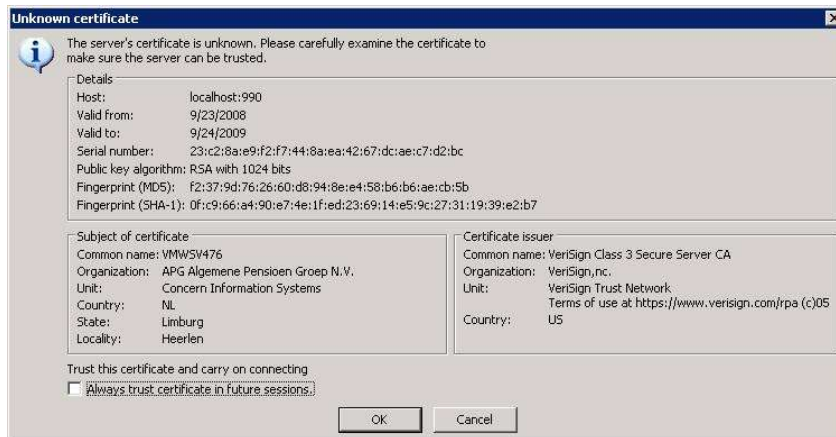 Unknown certificate
The server's certificate is unknown. Please carefully examine the certificate to
make sure the server can be trusted.
Details
Host: localhost:990
Valid from: 9/23/2008
Valid to: 9/24/2009
Serial number: 23:c2:8a:e9:f2:f7:44:8a:ea:42:67:dc:ae:c7:d2:bc
Public key algorithm: RSA with 1024 bits
Fingerprint (MD5): f2:37:9d:76:26:60:d8:94:8e:e4:58:b6:b6:ae:cb:5b
Fingerprint (SHA-1): 0f:c9:66:a4:90:e7:4e:1f:ed:23:69:14:e5:9c:27:31:19:39:e2:b7
Subject of certificate
Common name: VMWSV476
Organization: APG Algemene Pensioen Groep N.V.
Unit: Concern Information Systems
Country: NL
State: Limburg
Locality: Heerlen
Certificate issuer
Common name: VeriSign Class 3 Secure Server CA
Organization: VeriSign,nc.
Unit: VeriSign Trust Network
Terms of use at https://www.verisign.com/rpa (c)05
Country: US
Trust this certificate and carry on connecting
Always trust certificate in future sessions.
OK
Cancel